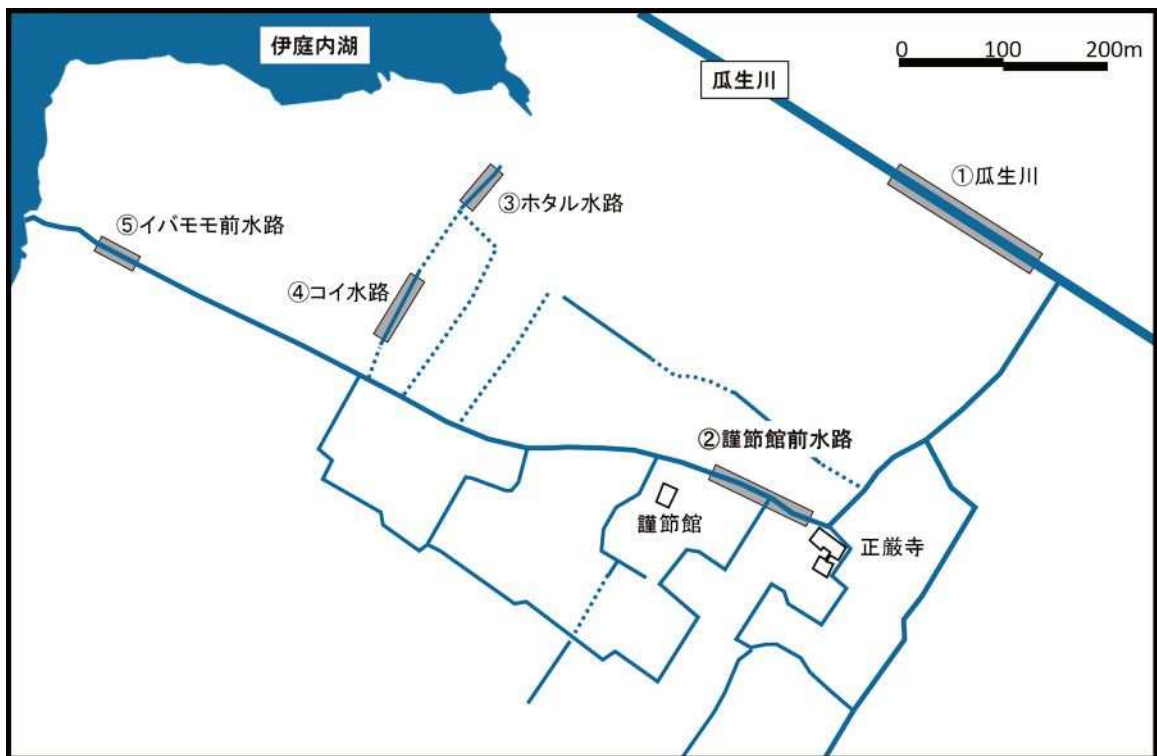 伊庭内湖
瓜生川
0 100 200m
①瓜生川
③ホタル水路
⑤イバモモ前水路
④コイ水路
②謹節館前水路
謹節館
正厳寺